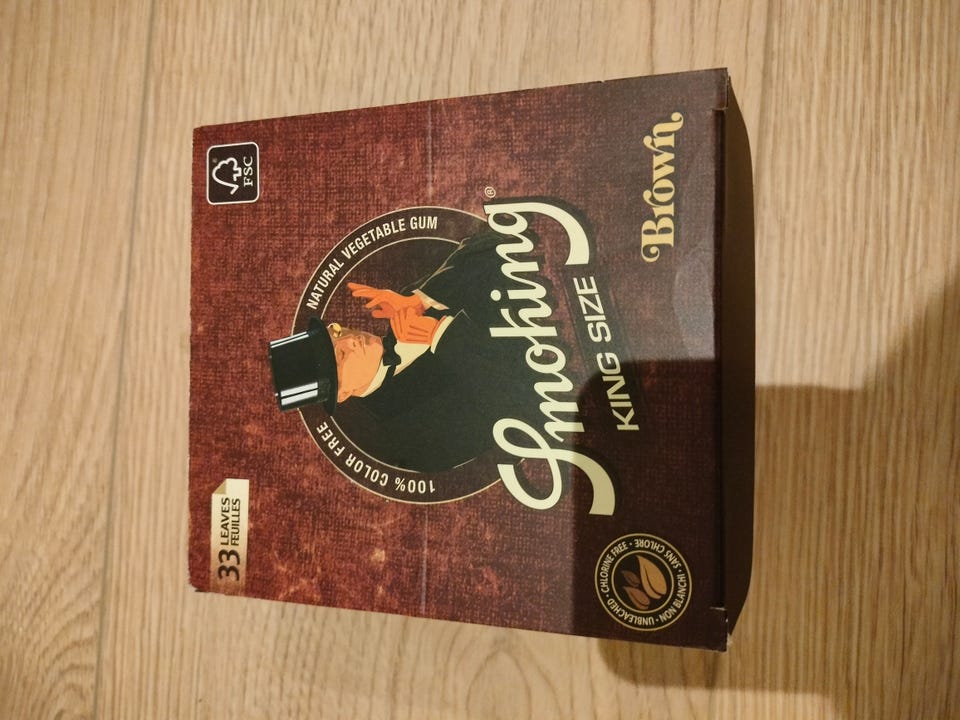 33 LEAVES
FEUILLES
®
FSC
100% COLOR FREE
NATURAL VEGETABLE GUM
Smoking®
KING SIZE
UNBLEACHED • CHLORINE FREE • SANS CHLORE • NON BLANCHI •
Brown